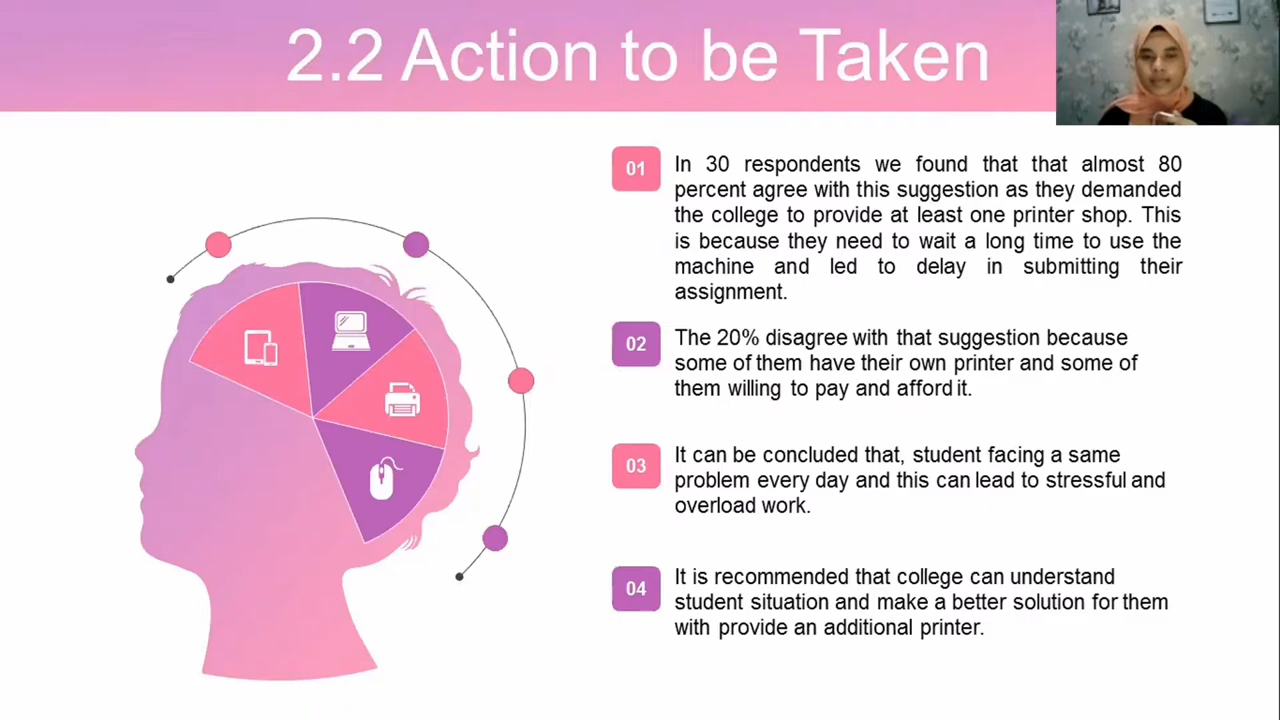 2.2 Action to be Taken
01
In 30 respondents we found that that almost 80
percent agree with this suggestion as they demanded
the college to provide at least one printer shop. This
is because they need to wait a long time to use the
machine and led to delay in submitting their
assignment.
02
The 20% disagree with that suggestion because
some of them have their own printer and some of
them willing to pay and afford it.
03
It can be concluded that, student facing a same
problem every day and this can lead to stressful and
overload work.
04
It is recommended that college can understand
student situation and make a better solution for them
with provide an additional printer.